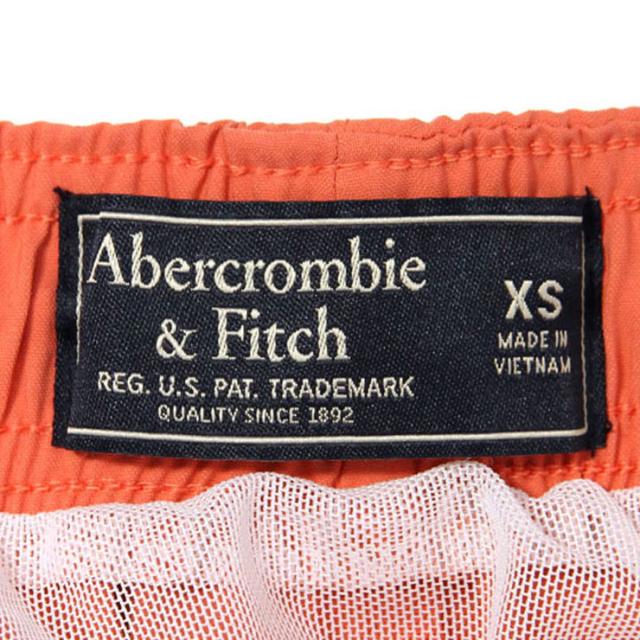 Abercrombie
& Fitch
REG. U.S. PAT. TRADEMARK
QUALITY SINCE 1892
XS
MADE IN
VIETNAM